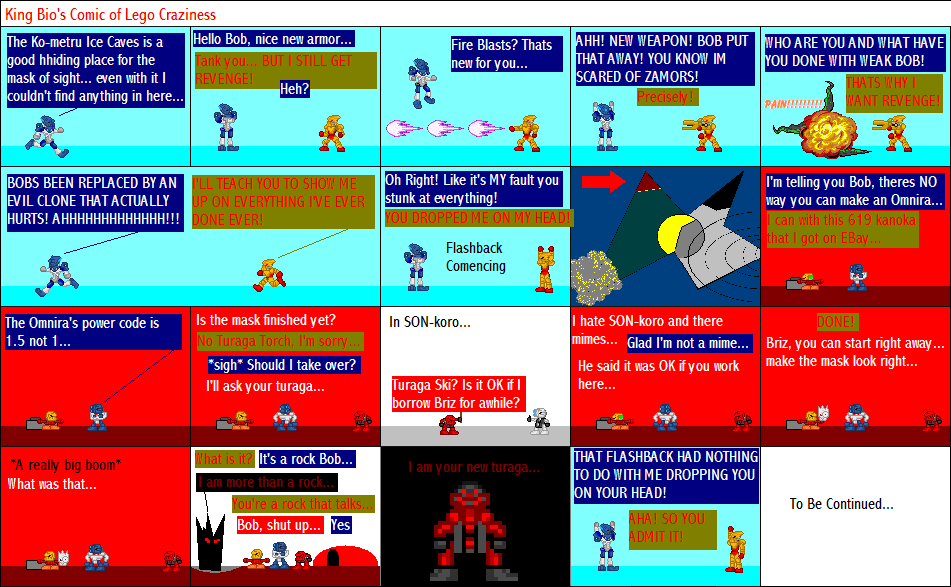 King Bio's Comic of Lego Craziness
The Ko-metru Ice Caves is a
good hhiding place for the
mask of sight... even with it I
couldn't find anything in here...
Hello Bob, nice new armor...
Tank you... BUT I STILL GET
REVENGE!
Heh?
Fire Blasts? Thats
new for you...
AHH! NEW WEAPON! BOB PUT
THAT AWAY! YOU KNOW IM
SCARED OF ZAMORS!
Precisely!
WHO ARE YOU AND WHAT HAVE
YOU DONE WITH WEAK BOB!
THATS WHY I
WANT REVENGE!
PAIN!!!!!!!!!
BOBS BEEN REPLACED BY AN
EVIL CLONE THAT ACTUALLY
HURTS! AHHHHHHHHHHHHH!!!
I'LL TEACH YOU TO SHOW ME
UP ON EVERYTHING I'VE EVER
DONE EVER!
Oh Right! Like it's MY fault you
stunk at everything!
YOU DROPPED ME ON MY HEAD!
Flashback
Comencing
I'm telling you Bob, theres NO
way you can make an Omnira...
I can with this 619 kanoka
that I got on EBay...
The Omnira's power code is
1.5 not 1...
Is the mask finished yet?
No Turaga Torch, I'm sorry...
*sigh* Should I take over?
I'll ask your turaga...
In SON-koro...
Turaga Ski? Is it OK if I
borrow Briz for awhile?
I hate SON-koro and there
mimes...
Glad I'm not a mime...
He said it was OK if you work
here...
DONE!
Briz, you can start right away...
make the mask look right...
*A really big boom*
What was that...
What is it?
It's a rock Bob...
I am more than a rock...
You're a rock that talks...
Bob, shut up...
Yes
I am your new turaga...
THAT FLASHBACK HAD NOTHING
TO DO WITH ME DROPPING YOU
ON YOUR HEAD!
AHA! SO YOU
ADMIT IT!
To Be Continued...